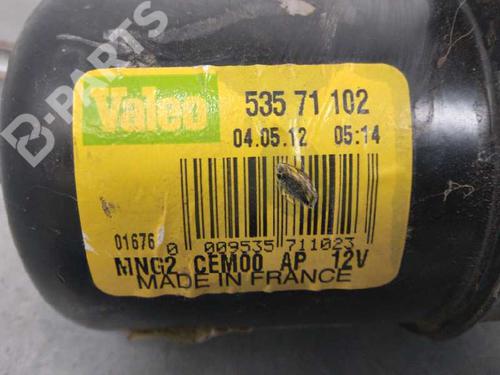 Valeo
535 71 102
04.05.12 05:14
01676
0 009535 711023
MNG2 CEM00 AP 12V
MADE IN FRANCE
B-PARTS